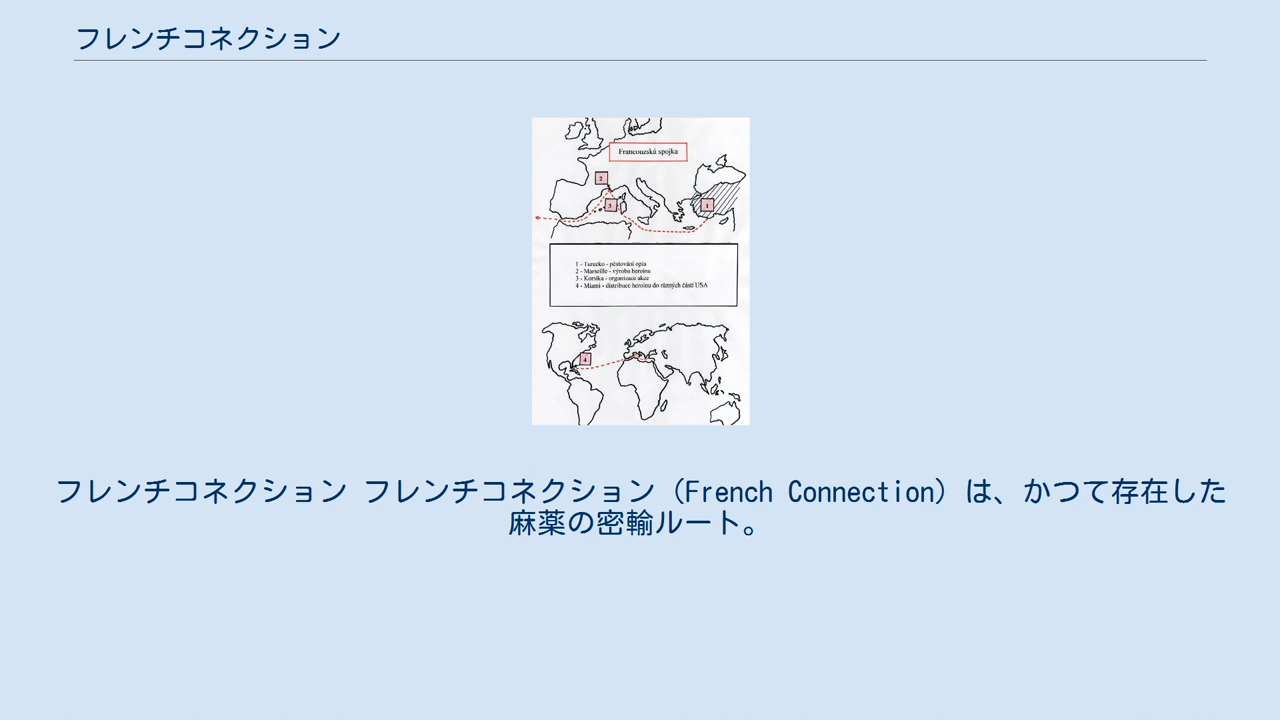 フレンチコネクション
Francouzská spojka
2
3
1
1 - Turecko - pěstování opia
2 - Marseille - výroba heroinu
3 - Korsika - organizace akce
4 - Miami - distribuce heroinu do různých částí USA
4
フレンチコネクション フレンチコネクション（French Connection）は、かつて存在した
麻薬の密輸ルート。